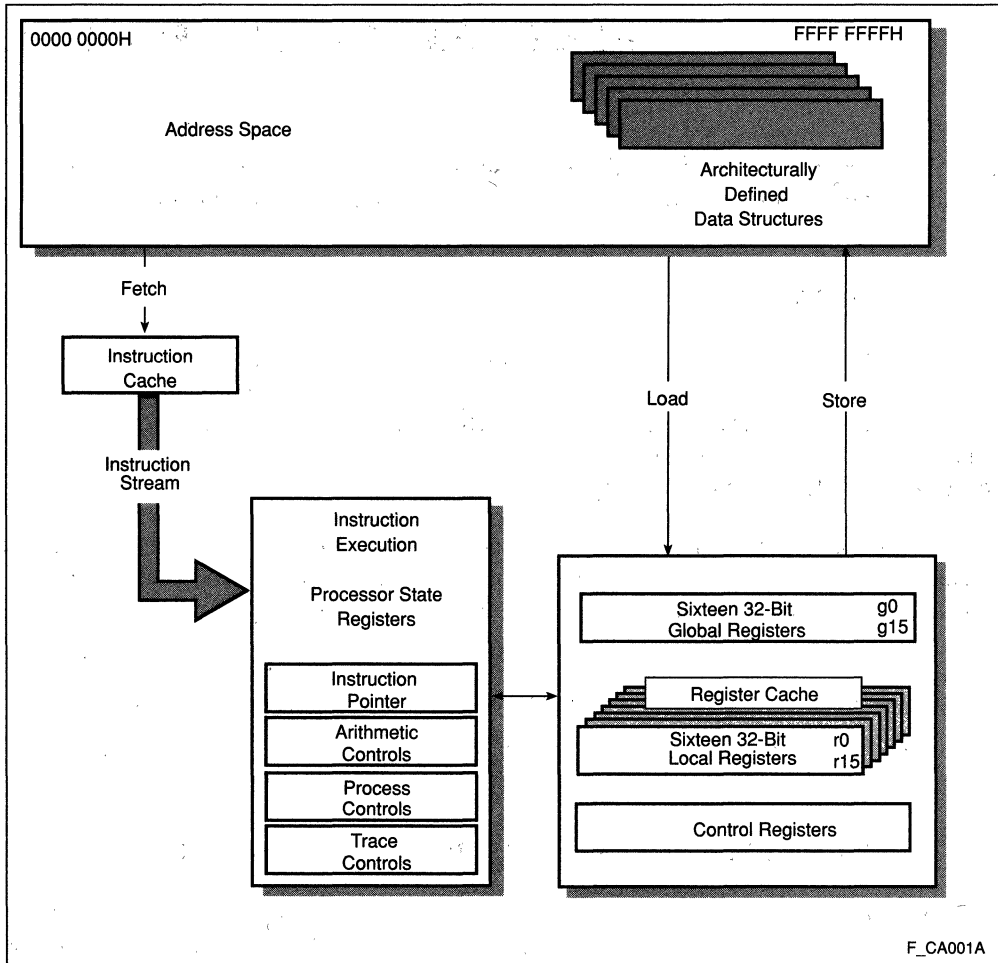 0000 0000H
FFFF FFFFH
Address Space
Architecturally
Defined
Data Structures
Fetch
Instruction
Cache
Load
Store
Instruction
Stream
Instruction
Execution
Processor State
Registers
Instruction
Pointer
Arithmetic
Controls
Process
Controls
Trace
Controls
Sixteen 32-Bit g0
Global Registers g15
Register Cache
Sixteen 32-Bit r0
Local Registers r15
Control Registers
F_CA001A